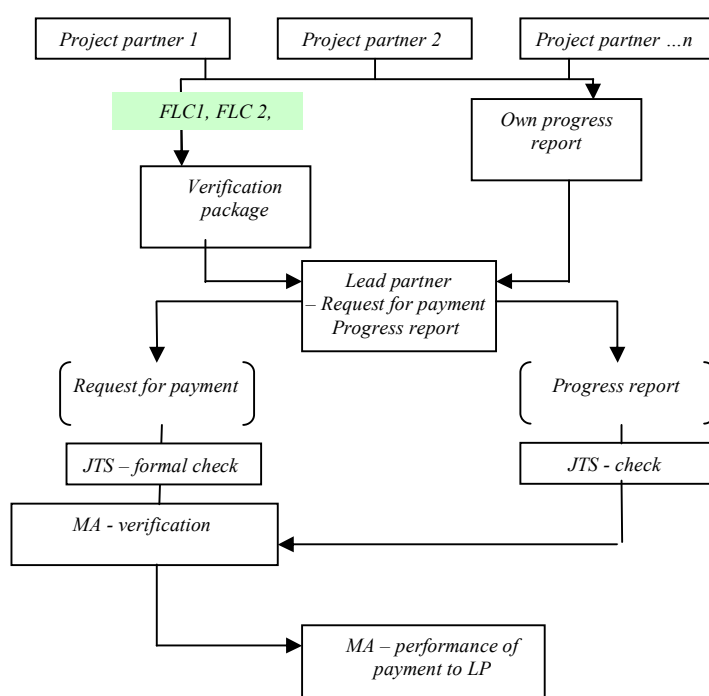 Project partner 1
Project partner 2
Project partner …n
FLC1, FLC 2,
Own progress
report
Verification
package
Lead partner
– Request for payment
Progress report
Request for payment
Progress report
JTS – formal check
JTS - check
MA - verification
MA – performance of
payment to LP